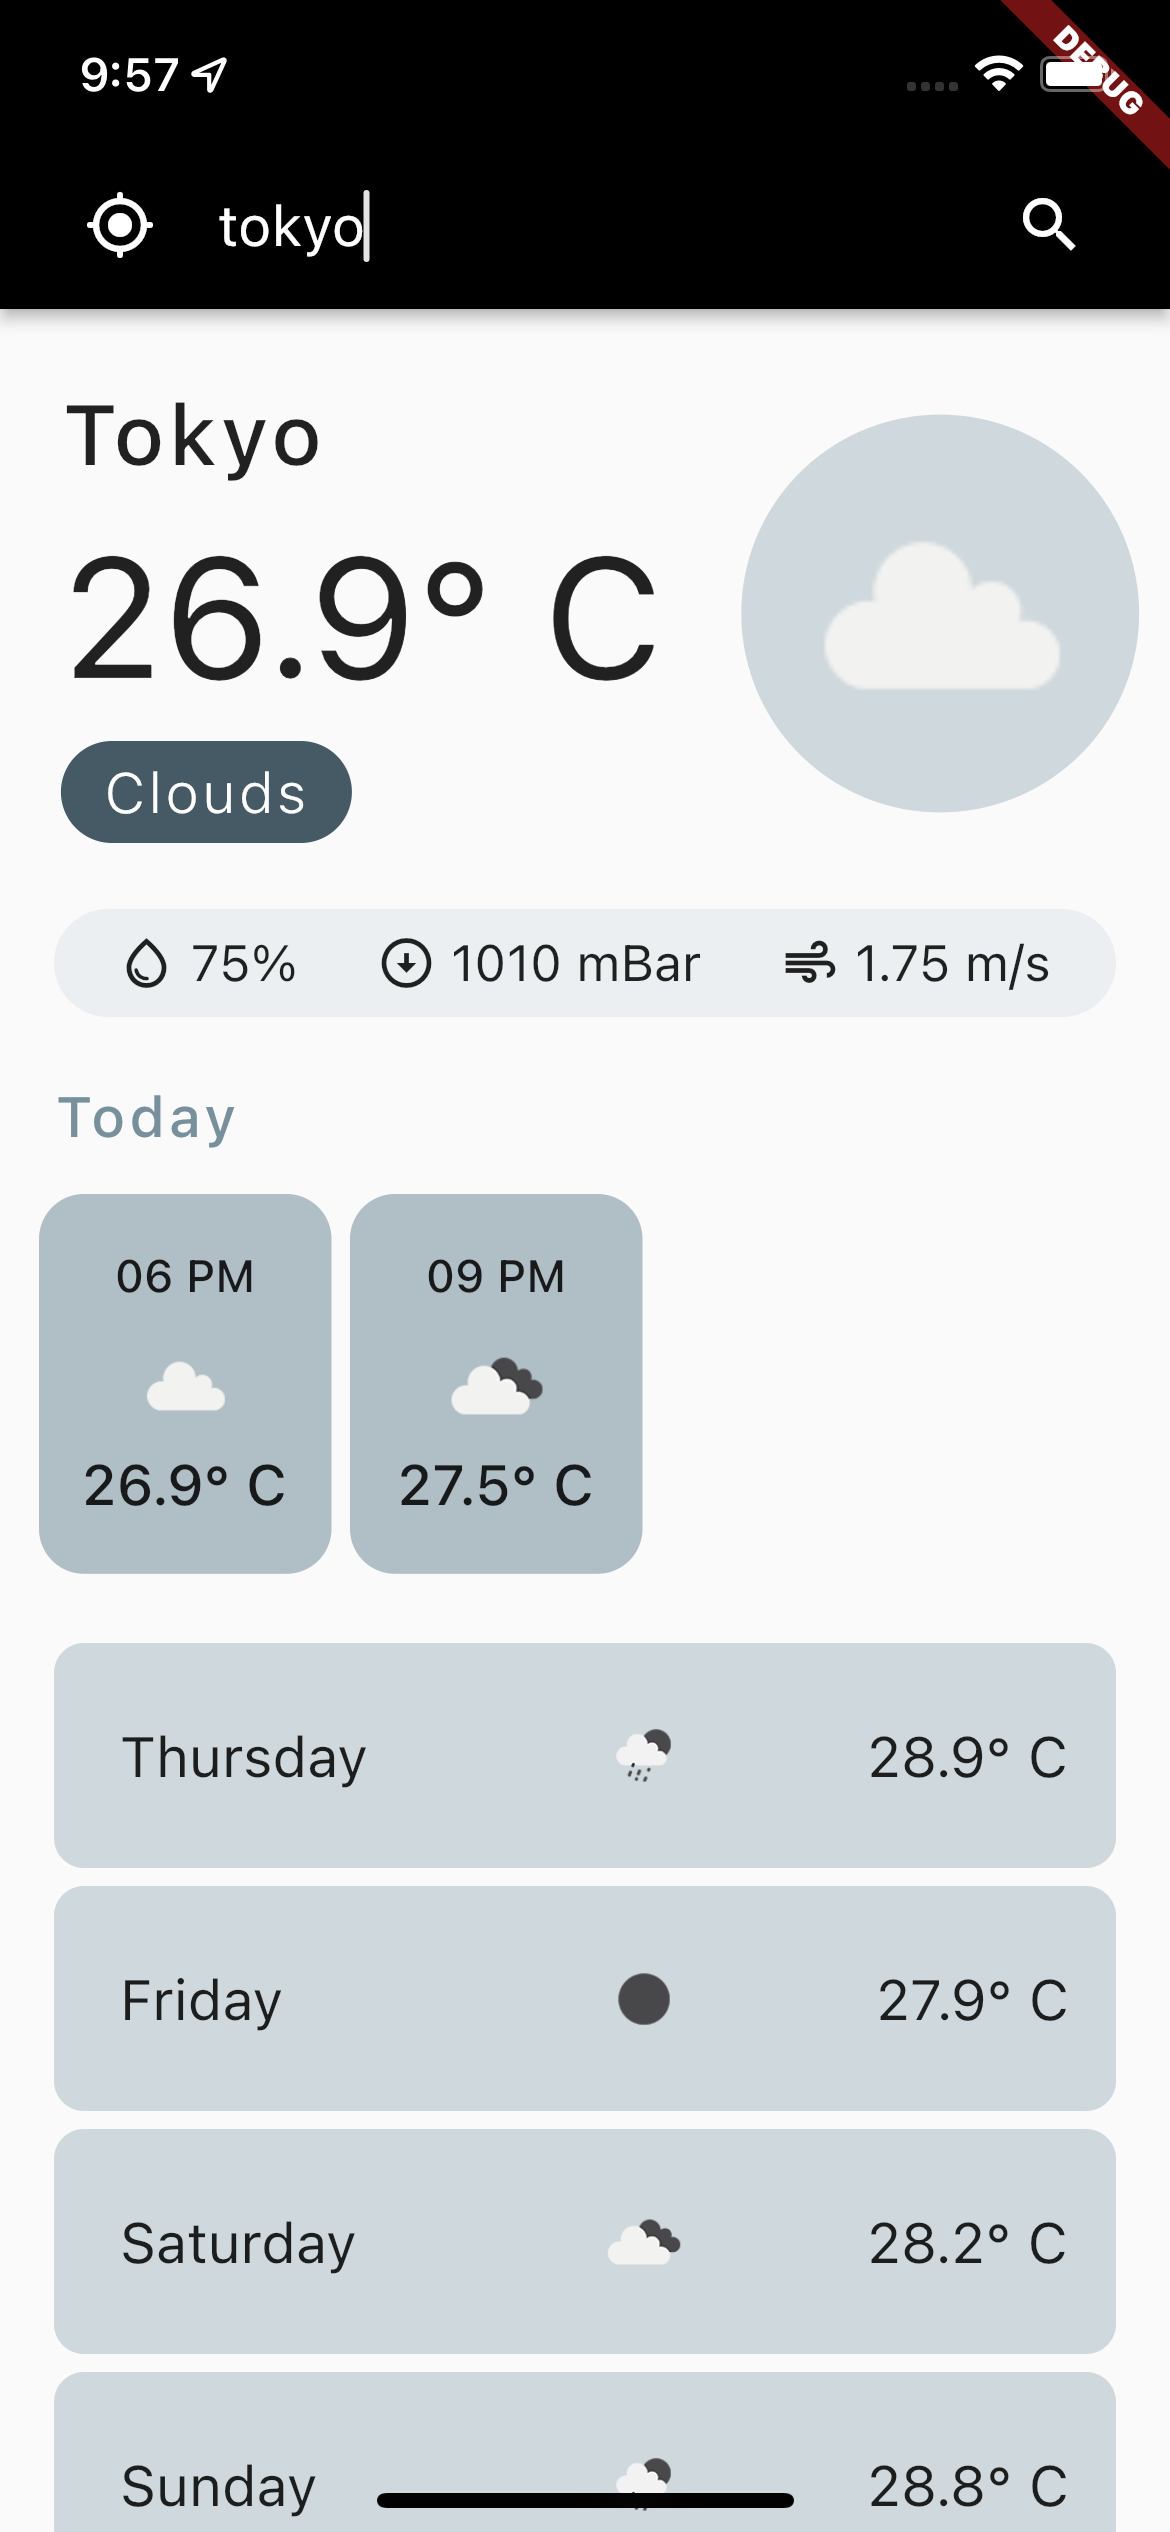 9:57
DEBUG
tokyo
Tokyo
26.9° C
Clouds
75% 1010 mBar 1.75 m/s
Today
06 PM 09 PM
26.9° C 27.5° C
Thursday 28.9° C
Friday 27.9° C
Saturday 28.2° C
Sunday 28.8° C